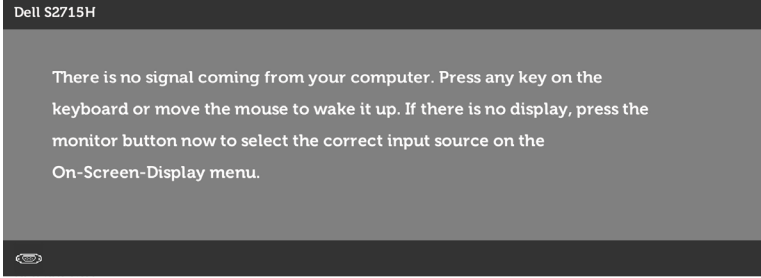 Dell S2715H
There is no signal coming from your computer. Press any key on the
keyboard or move the mouse to wake it up. If there is no display, press the
monitor button now to select the correct input source on the
On-Screen-Display menu.